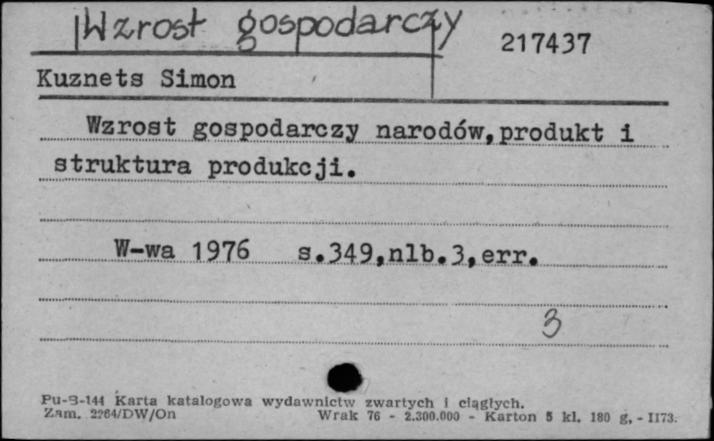 Wzrost gospodarczy
217437
Kuznets Simon
Wzrost gospodarczy narodów,produkt i
struktura produkcji.
W-wa 1976 s.349,nlb.3,err.
3
Pu-B-144 Karta katalogowa wydawnictw zwartych i ciągłych.
Zam. 2264/DW/On Wrak 76 - 2.300.000 - Karton 5 kl. 180 g. - II73.